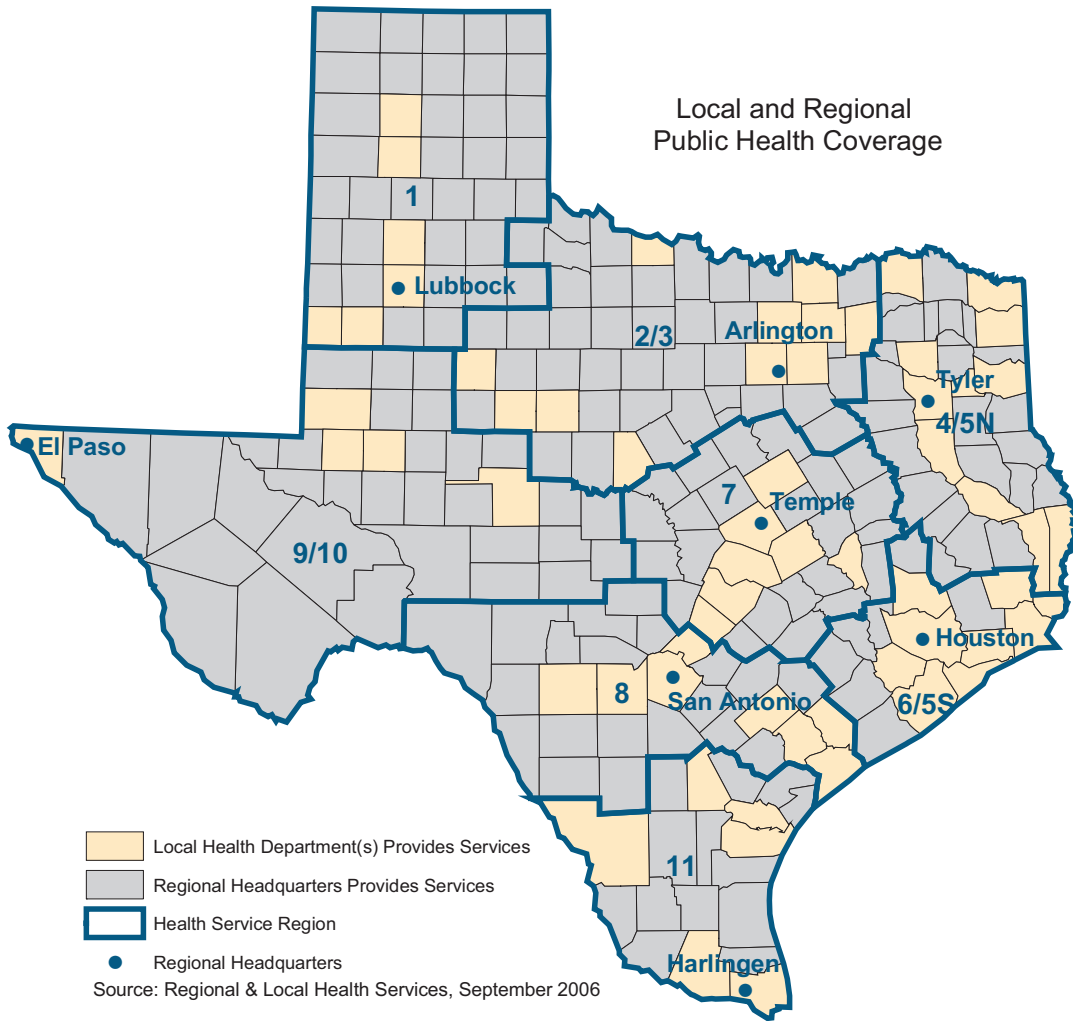 Local and Regional
Public Health Coverage
1
Lubbock
2/3
Arlington
Tyler
4/5N
El Paso
7
Temple
9/10
Houston
8
San Antonio
6/5S
11
Harlingen
Local Health Department(s) Provides Services
Regional Headquarters Provides Services
Health Service Region
Regional Headquarters
Source: Regional & Local Health Services, September 2006